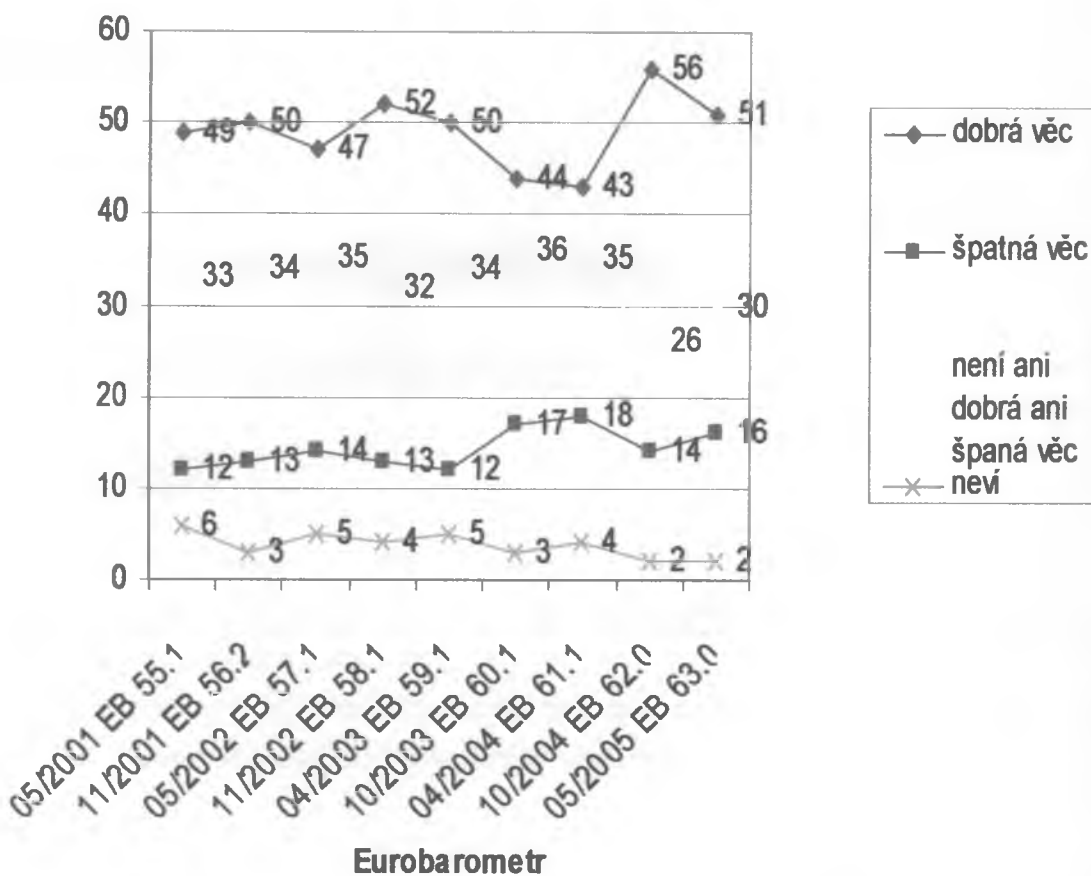 60
50
40
30
20
10
0
49 50 47 52 50 44 43 56 51
33 34 35 32 34 36 35 26 30
12 13 14 13 12 17 18 14 16
6 3 5 4 5 3 4 2 2
05/2001 EB 55.1
11/2001 EB 56.2
05/2002 EB 57.1
11/2002 EB 58.1
04/2003 EB 59.1
10/2003 EB 60.1
04/2004 EB 61.1
10/2004 EB 62.0
05/2005 EB 63.0
Eurobarometr
dobrá věc
špatná věc
není ani
dobrá ani
španá věc
neví